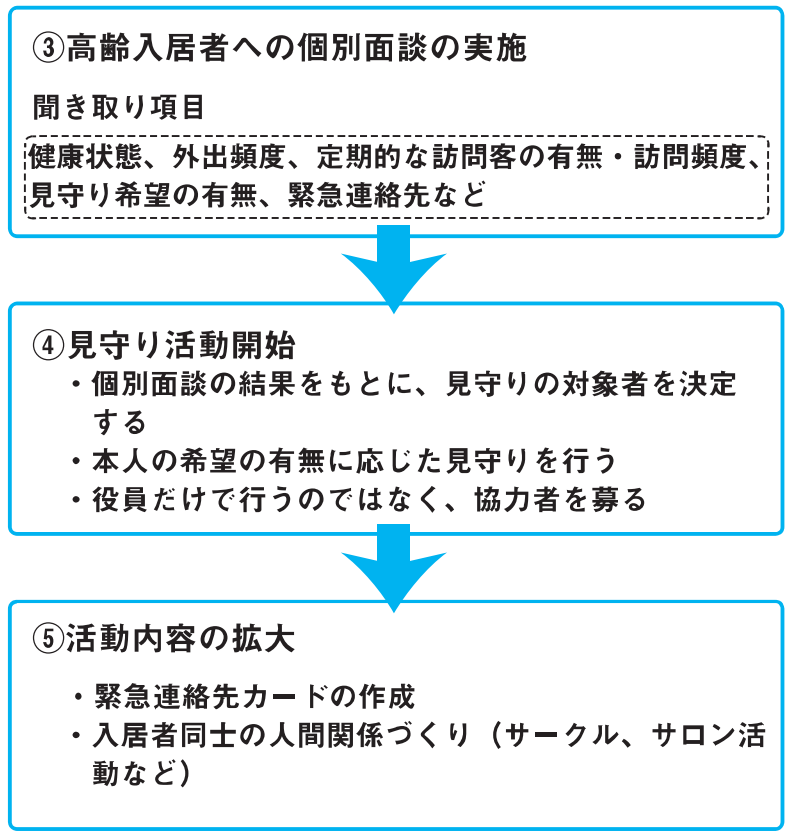 ③高齢入居者への個別面談の実施
聞き取り項目
健康状態、外出頻度、定期的な訪問客の有無・訪問頻度、
見守り希望の有無、緊急連絡先など
④見守り活動開始
・個別面談の結果をもとに、見守りの対象者を決定
する
・本人の希望の有無に応じた見守りを行う
・役員だけで行うのではなく、協力者を募る
⑤活動内容の拡大
・緊急連絡先カードの作成
・入居者同士の人間関係づくり（サークル、サロン活
動など）